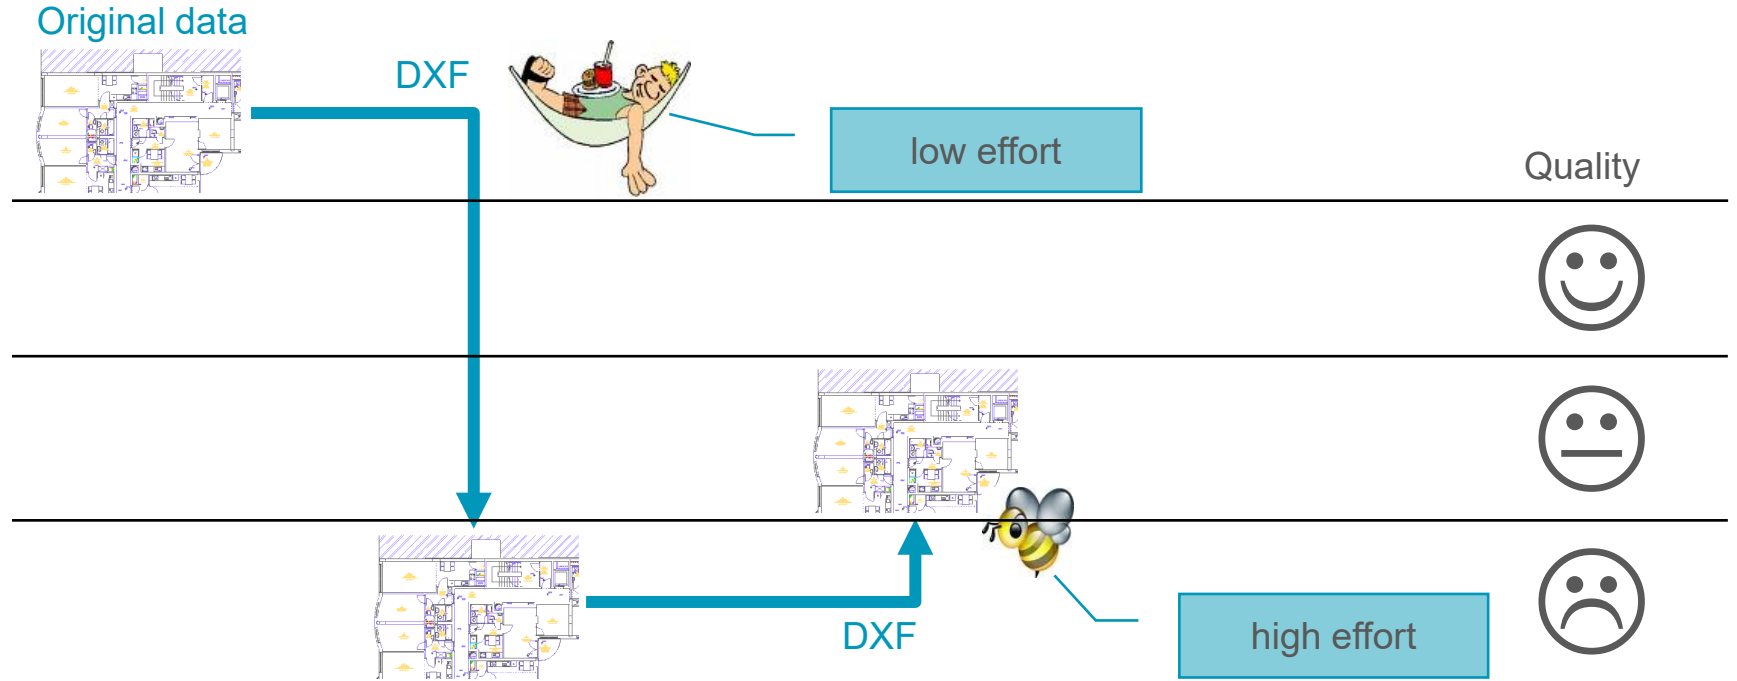 Original data
DXF
low effort
Quality
DXF
high effort